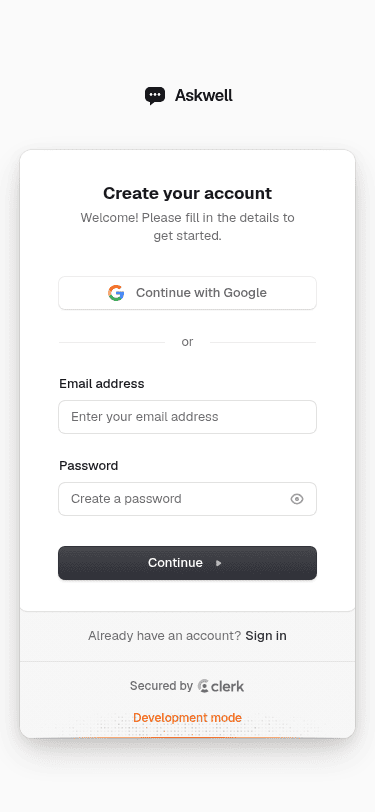 Askwell
Create your account
Welcome! Please fill in the details to
get started.
Continue with Google
or
Email address
Enter your email address
Password
Create a password
Continue
Already have an account? Sign in
Secured by clerk
Development mode